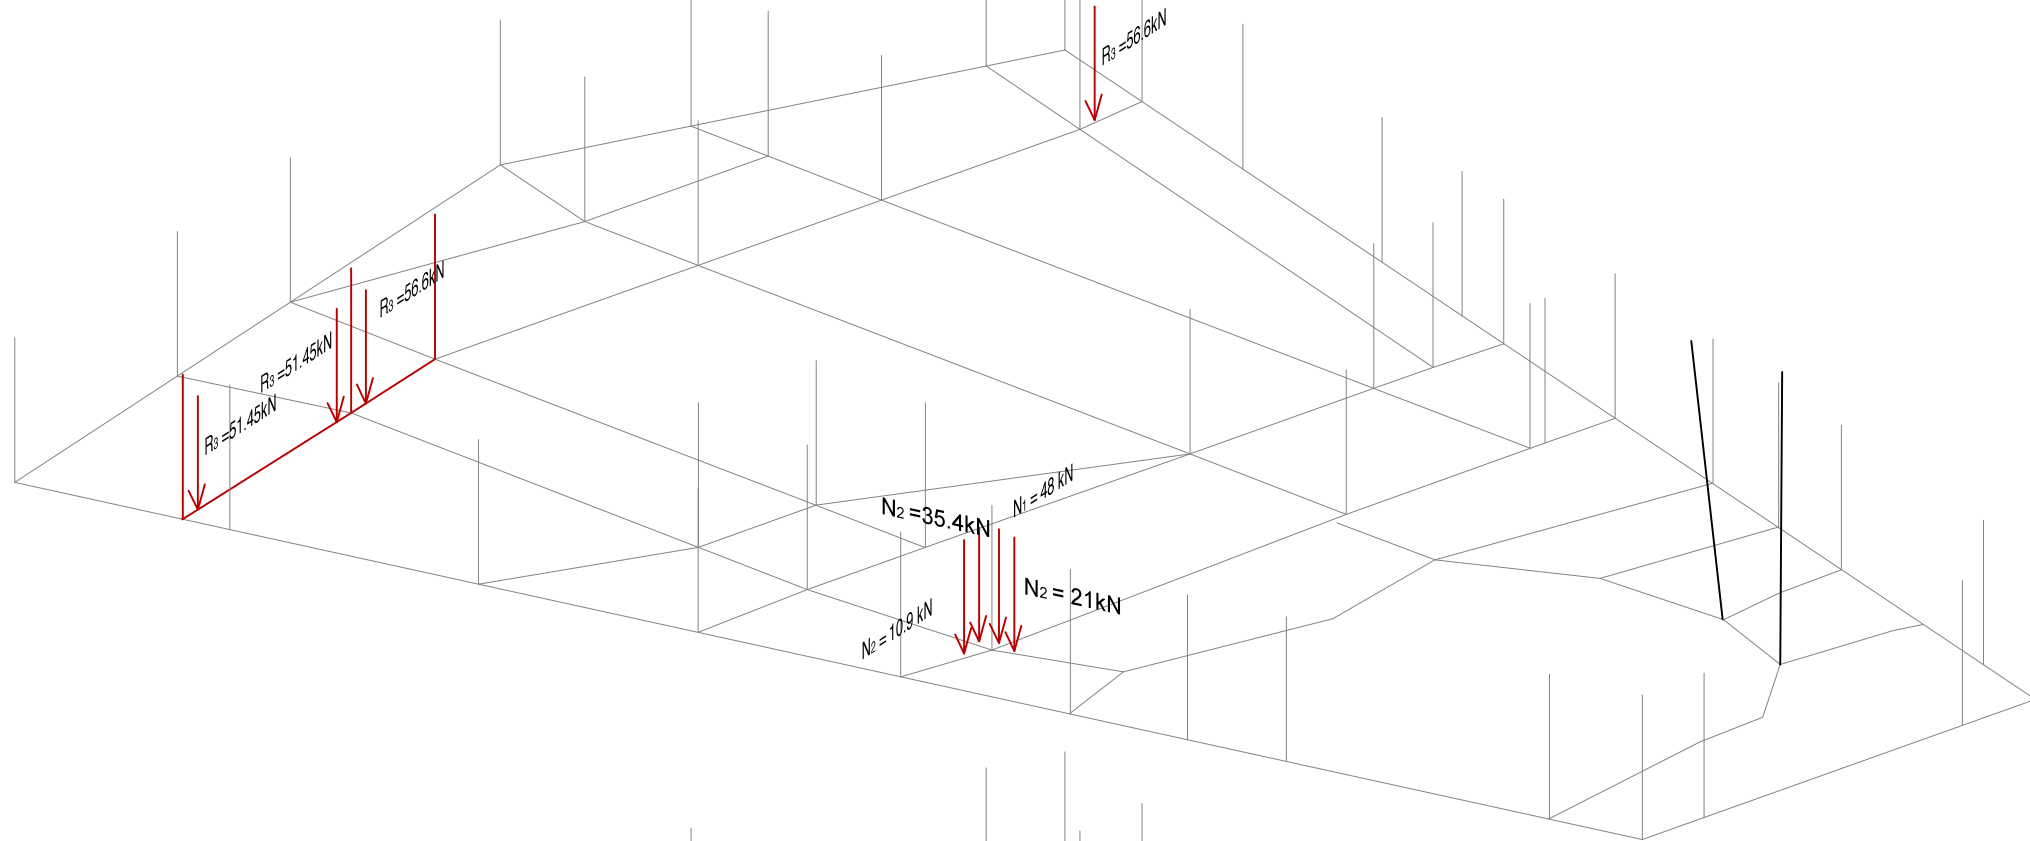 R₃ =56.6kN
R₃ =56.6kN
R₃ =51.45kN
R₃ =51.45kN
N₁ = 48 kN
N₂ =35.4kN
N₂ = 21kN
N₂ = 10.9 kN